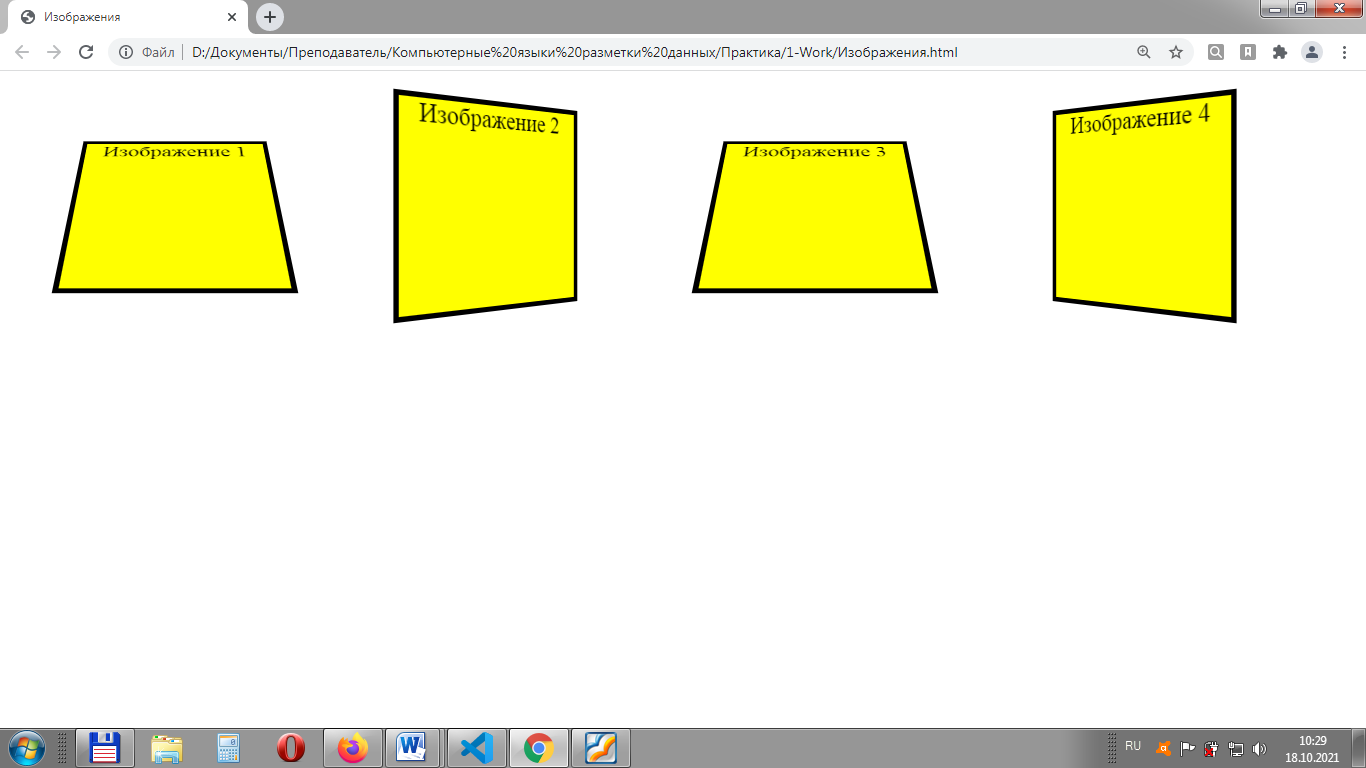 Изображения
Файл
D:/Документы/Преподаватель/Компьютерные%20языки%20разметки%20данных/Практика/1-Work/Изображения.html
Изображение 1
Изображение 2
Изображение 3
Изображение 4
RU
10:29
18.10.2021